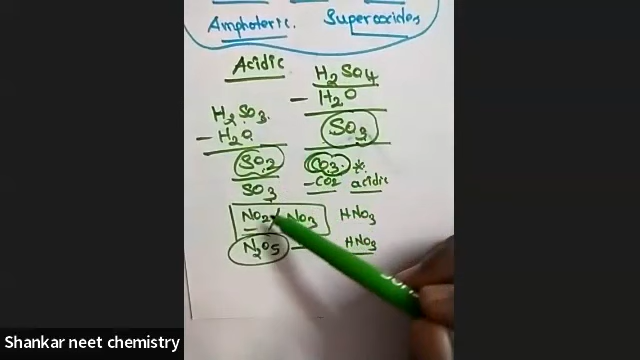 Amphoteric. Superoxides
Acidic
H2SO4
– H2O
SO3
H2SO3.
– H2O.
SO2
SO3
CO3. *.
– CO2 acidic
NO2 / NO3 HNO3
N2O5 HNO3
Shankar neet chemistry